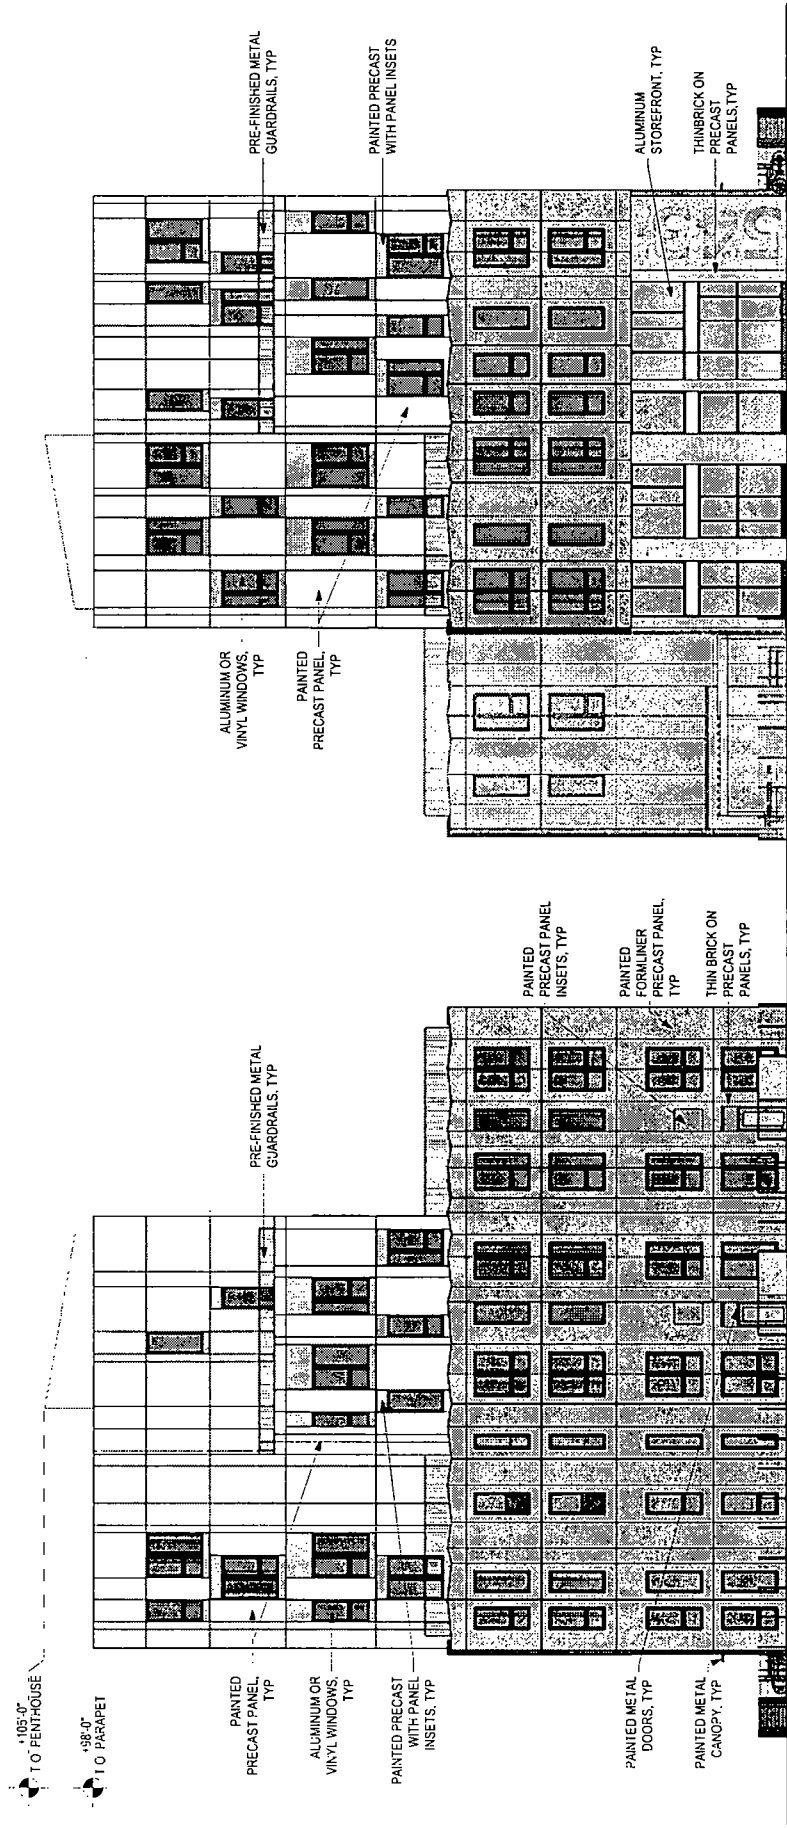 +105'-0"
T O PENTHOUSE
+98'-0"
T O PARAPET
PAINTED
PRECAST PANEL,
TYP
ALUMINUM OR
VINYL WINDOWS,
TYP
PAINTED PRECAST
WITH PANEL
INSETS, TYP
PAINTED METAL
DOORS, TYP
PAINTED METAL
CANOPY, TYP
PRE-FINISHED METAL
GUARDRAILS, TYP
PAINTED
PRECAST PANEL
INSETS, TYP
PAINTED
FORMLINER
PRECAST PANEL,
TYP
THIN BRICK ON
PRECAST
PANELS, TYP
ALUMINUM OR
VINYL WINDOWS,
TYP
PAINTED
PRECAST PANEL,
TYP
PRE-FINISHED METAL
GUARDRAILS, TYP
PAINTED PRECAST
WITH PANEL INSETS
ALUMINUM
STOREFRONT, TYP
THINBRICK ON
PRECAST
PANELS,TYP